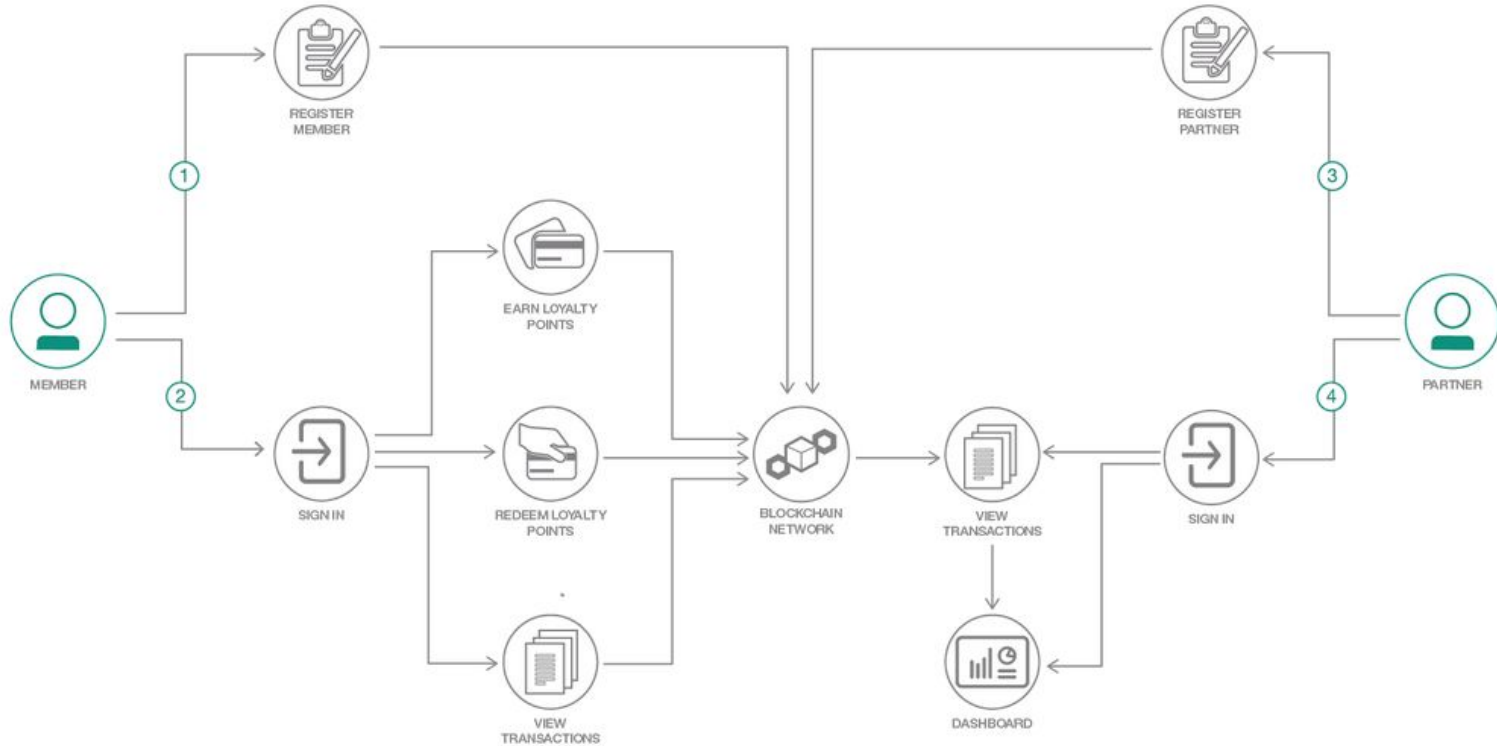 REGISTER
MEMBER
REGISTER
PARTNER
1
3
EARN LOYALTY
POINTS
MEMBER
PARTNER
2
4
SIGN IN
REDEEM LOYALTY
POINTS
BLOCKCHAIN
NETWORK
VIEW
TRANSACTIONS
SIGN IN
VIEW
TRANSACTIONS
DASHBOARD